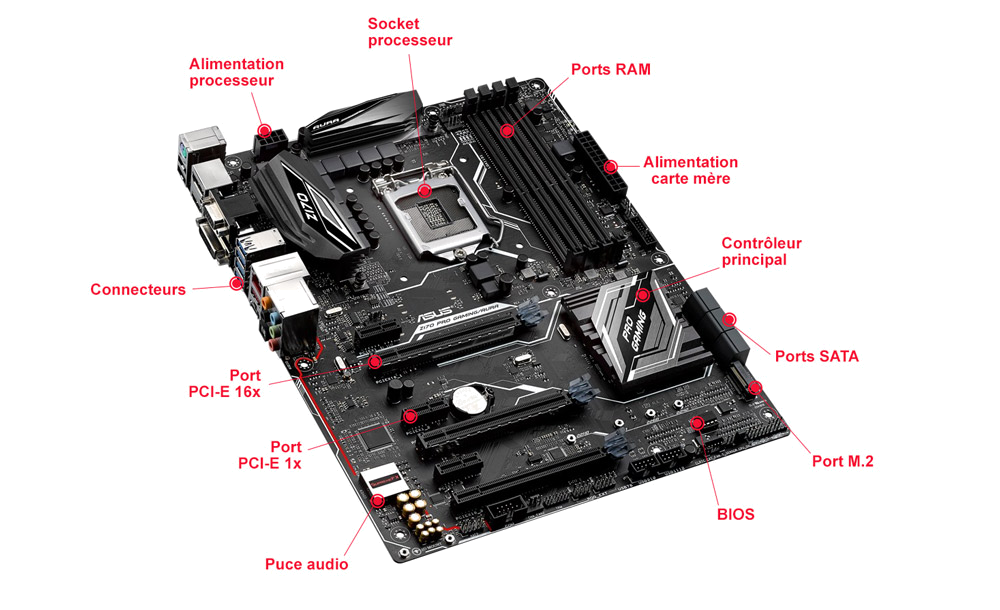 Socket
processeur
Alimentation
processeur
Ports RAM
AURA
Alimentation
carte mère
Z170
Contrôleur
principal
Connecteurs
ASUS
Z170 PRO GAMING/AURA
PRO
GAMING
Ports SATA
Port
PCI-E 16x
Port
PCI-E 1x
Port M.2
BIOS
Puce audio